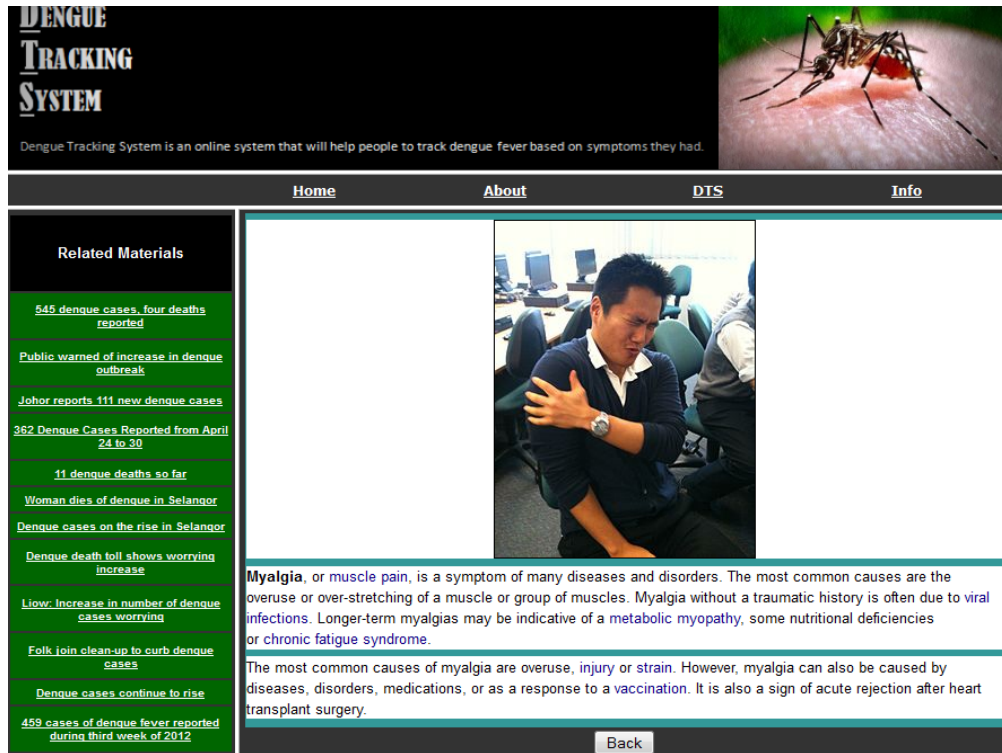 DENGUE
TRACKING
SYSTEM
Dengue Tracking System is an online system that will help people to track dengue fever based on symptoms they had.
Home About DTS Info
Related Materials
545 dengue cases, four deaths
reported
Public warned of increase in dengue
outbreak
Johor reports 111 new dengue cases
362 Dengue Cases Reported from April
24 to 30
11 dengue deaths so far
Woman dies of dengue in Selangor
Dengue cases on the rise in Selangor
Dengue death toll shows worrying
increase
Liow: Increase in number of dengue
cases worrying
Folk join clean-up to curb dengue
cases
Dengue cases continue to rise
459 cases of dengue fever reported
during third week of 2012
Myalgia, or muscle pain, is a symptom of many diseases and disorders. The most common causes are the
overuse or over-stretching of a muscle or group of muscles. Myalgia without a traumatic history is often due to viral
infections. Longer-term myalgias may be indicative of a metabolic myopathy, some nutritional deficiencies
or chronic fatigue syndrome.
The most common causes of myalgia are overuse, injury or strain. However, myalgia can also be caused by
diseases, disorders, medications, or as a response to a vaccination. It is also a sign of acute rejection after heart
transplant surgery.
Back